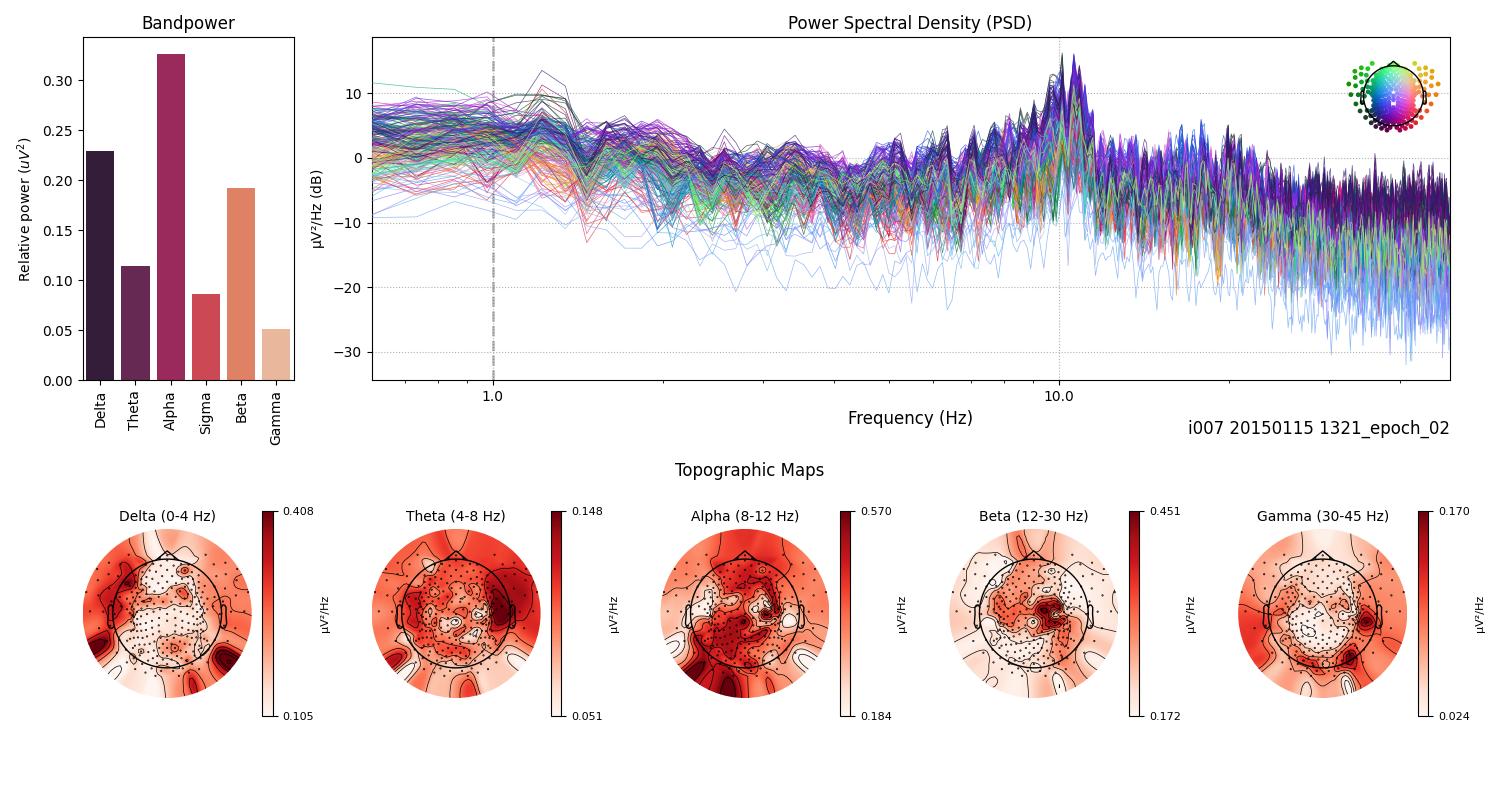 Bandpower
Relative power (uV²)
0.30
0.25
0.20
0.15
0.10
0.05
0.00
Delta
Theta
Alpha
Sigma
Beta
Gamma
Power Spectral Density (PSD)
µV²/Hz (dB)
10
0
−10
−20
−30
1.0
10.0
Frequency (Hz)
i007 20150115 1321_epoch_02
Topographic Maps
Delta (0-4 Hz)
0.408
µV²/Hz
0.105
Theta (4-8 Hz)
0.148
µV²/Hz
0.051
Alpha (8-12 Hz)
0.570
µV²/Hz
0.184
Beta (12-30 Hz)
0.451
µV²/Hz
0.172
Gamma (30-45 Hz)
0.170
µV²/Hz
0.024